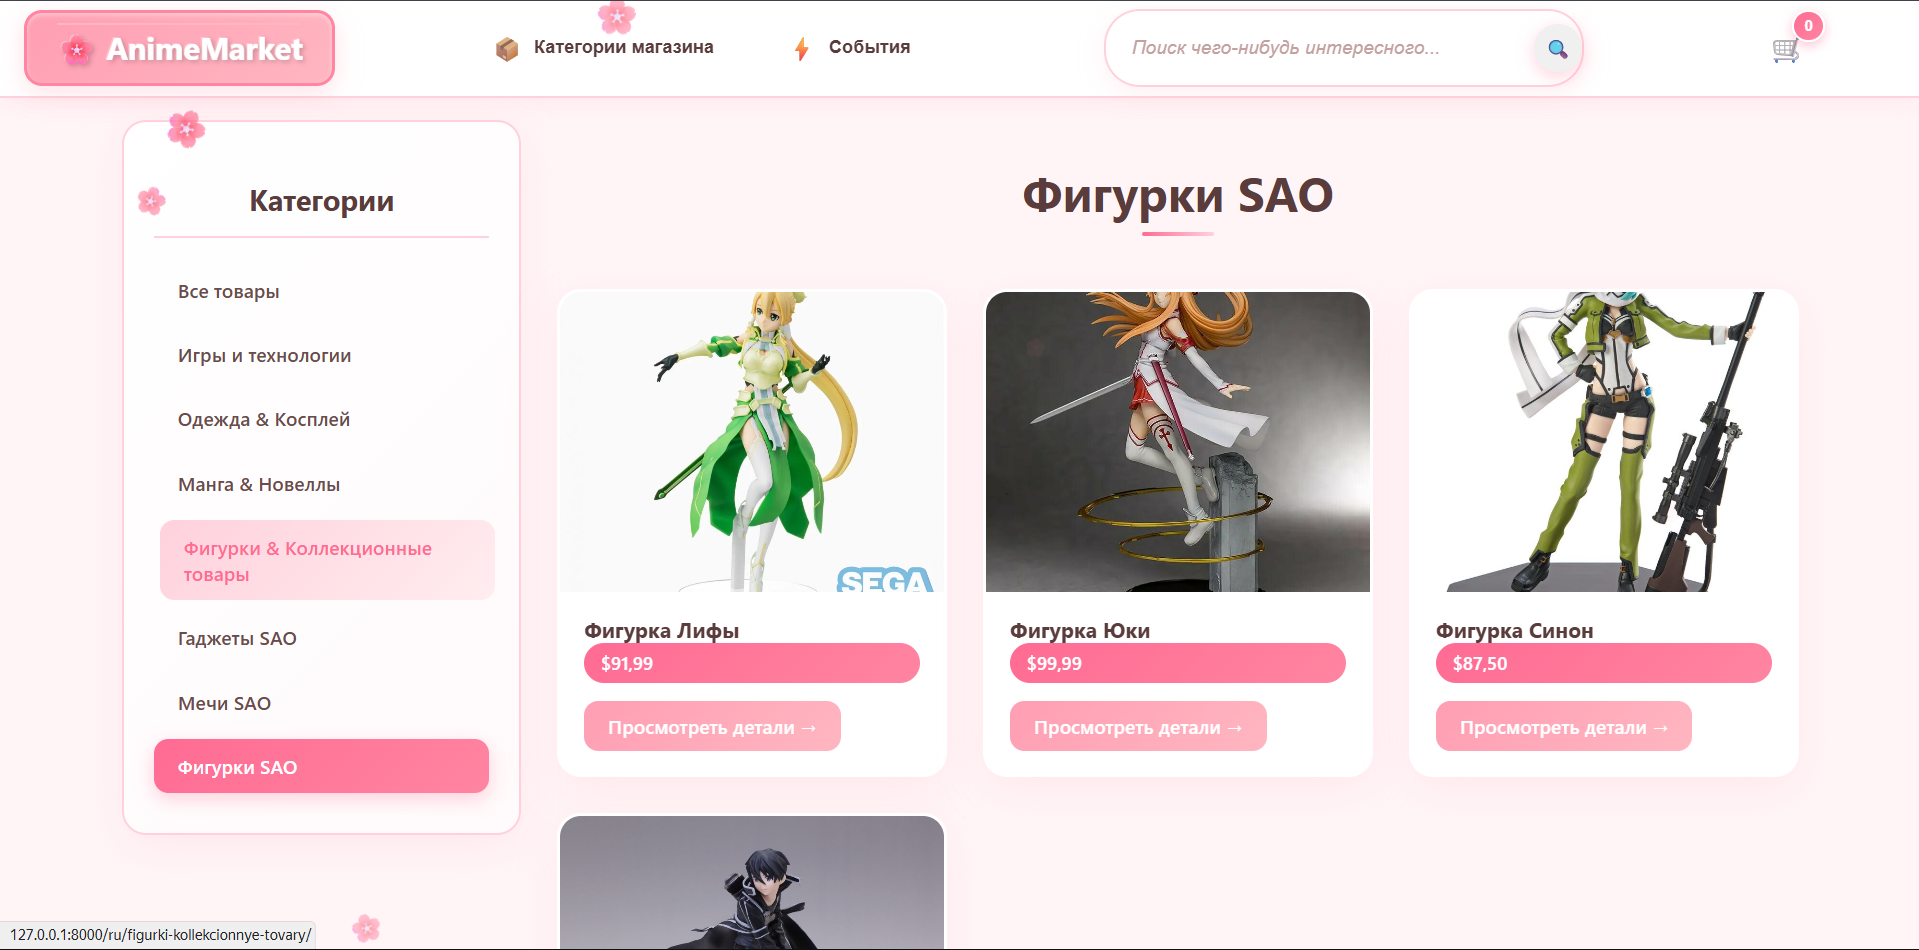 AnimeMarket
Категории магазина
События
Поиск чего-нибудь интересного...
0
Категории
Все товары
Игры и технологии
Одежда & Косплей
Манга & Новеллы
Фигурки & Коллекционные
товары
Гаджеты SAO
Мечи SAO
Фигурки SAO
Фигурки SAO
SEGA
Фигурка Лифы
$91,99
Просмотреть детали →
Фигурка Юки
$99,99
Просмотреть детали →
Фигурка Синон
$87,50
Просмотреть детали →
127.0.0.1:8000/ru/figurki-kollekcionnye-tovary/